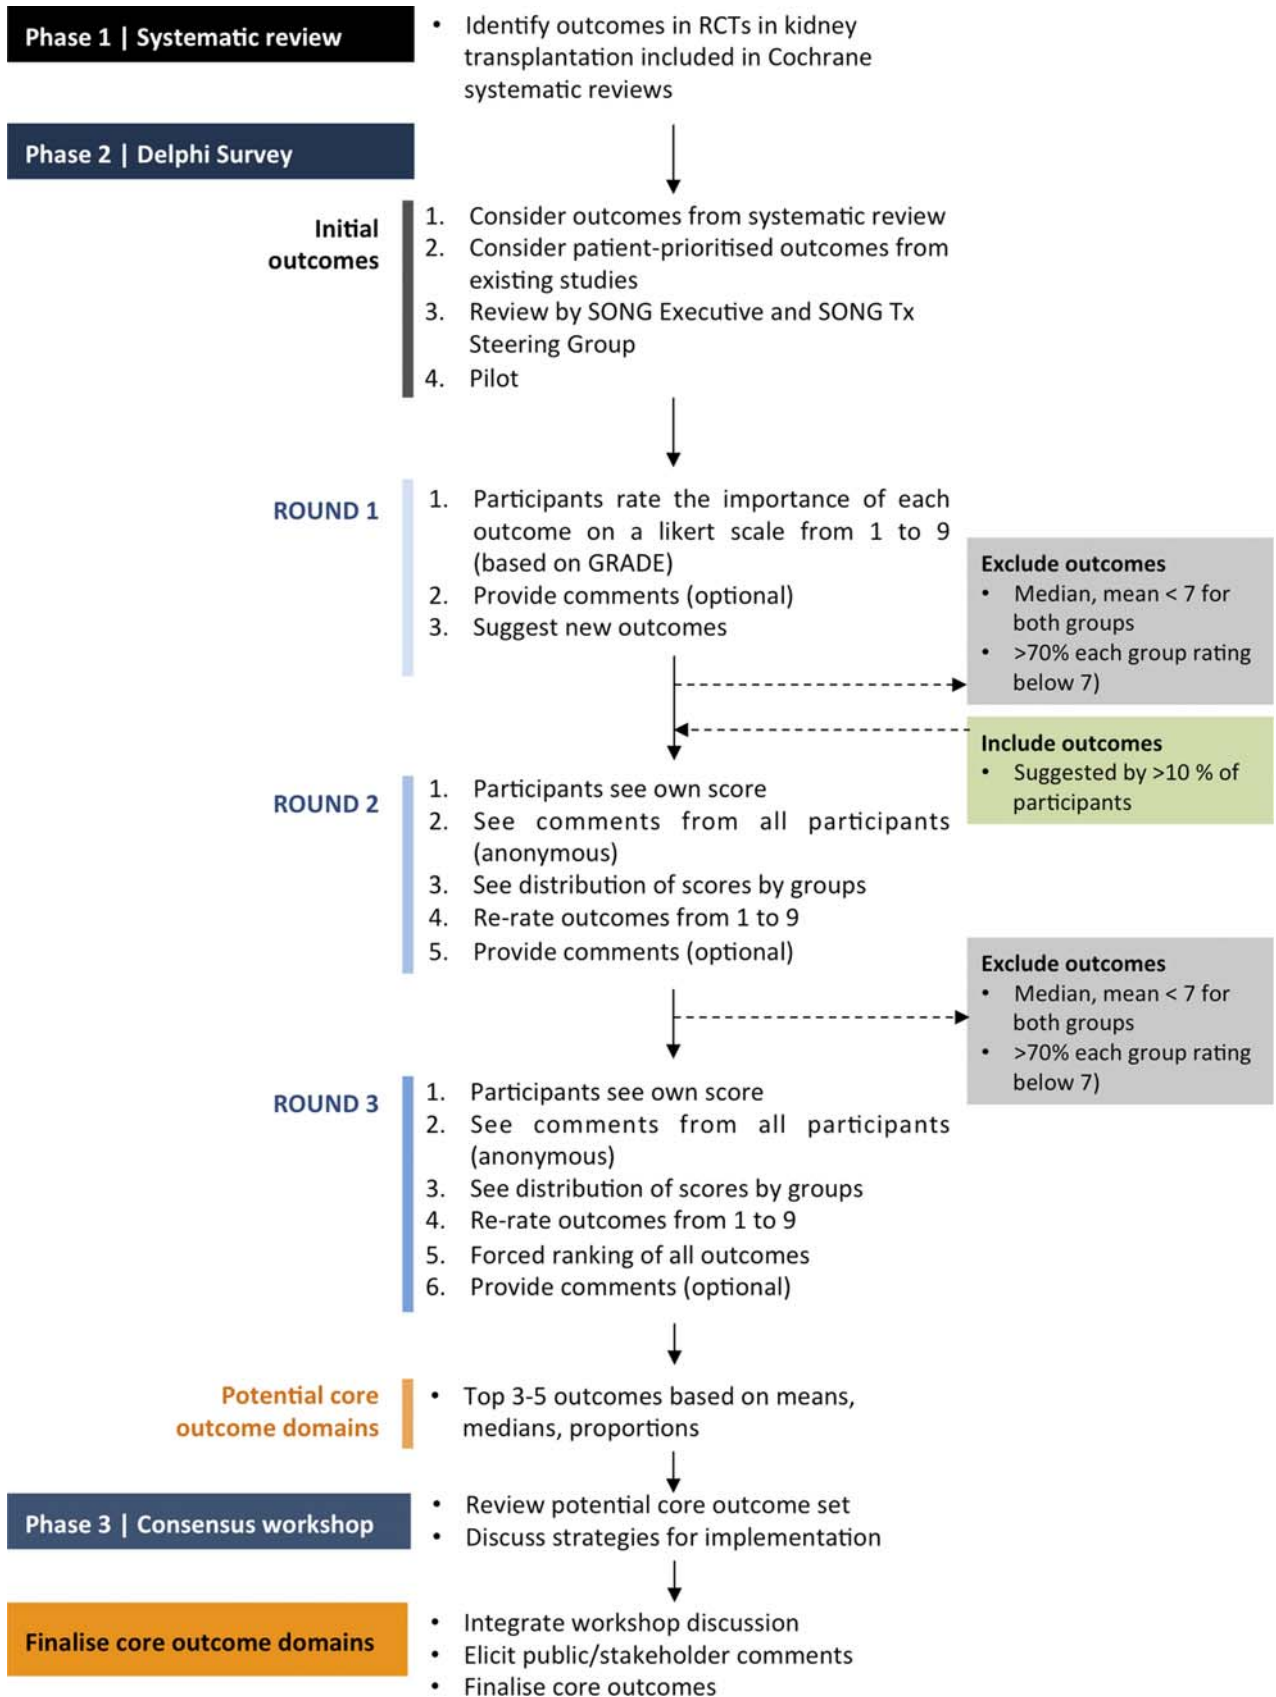 Phase 1 | Systematic review
• Identify outcomes in RCTs in kidney
transplantation included in Cochrane
systematic reviews
Phase 2 | Delphi Survey
Initial
outcomes
1. Consider outcomes from systematic review
2. Consider patient-prioritised outcomes from
existing studies
3. Review by SONG Executive and SONG Tx
Steering Group
4. Pilot
ROUND 1
1. Participants rate the importance of each
outcome on a likert scale from 1 to 9
(based on GRADE)
2. Provide comments (optional)
3. Suggest new outcomes
Exclude outcomes
• Median, mean < 7 for
both groups
• >70% each group rating
below 7)
Include outcomes
• Suggested by >10 % of
participants
ROUND 2
1. Participants see own score
2. See comments from all participants
(anonymous)
3. See distribution of scores by groups
4. Re-rate outcomes from 1 to 9
5. Provide comments (optional)
Exclude outcomes
• Median, mean < 7 for
both groups
• >70% each group rating
below 7)
ROUND 3
1. Participants see own score
2. See comments from all participants
(anonymous)
3. See distribution of scores by groups
4. Re-rate outcomes from 1 to 9
5. Forced ranking of all outcomes
6. Provide comments (optional)
Potential core
outcome domains
• Top 3-5 outcomes based on means,
medians, proportions
Phase 3 | Consensus workshop
• Review potential core outcome set
• Discuss strategies for implementation
Finalise core outcome domains
• Integrate workshop discussion
• Elicit public/stakeholder comments
• Finalise core outcomes